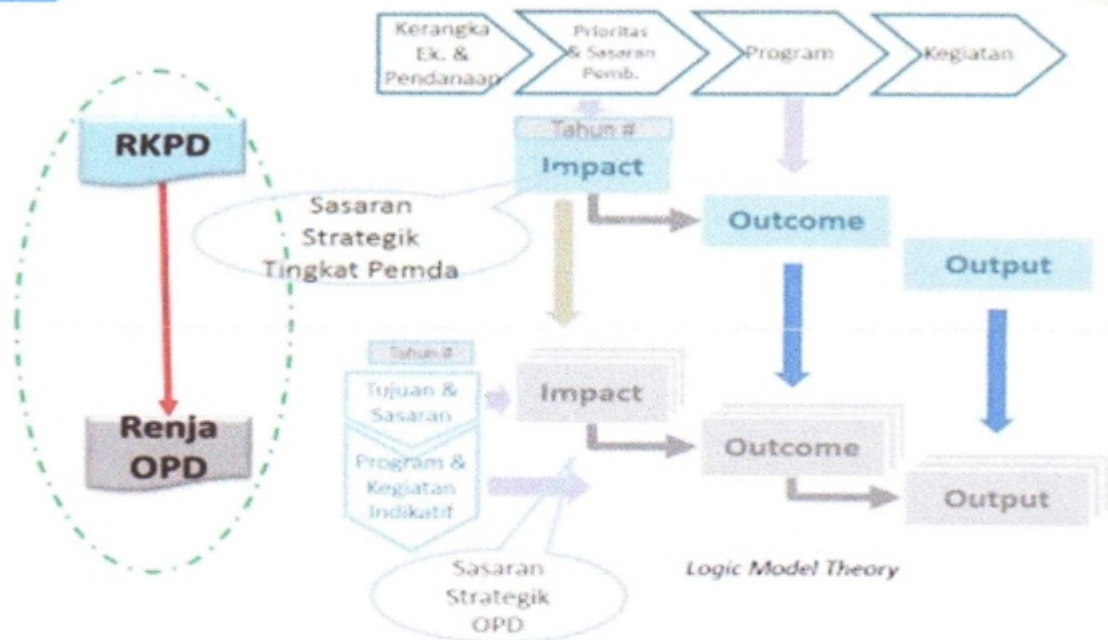 Kerangka
Ek. &
Pendanaan
Prioritas
& Sasaran
Pemb.
Program
Kegiatan
RKPD
Tahun #
Impact
Sasaran
Strategik
Tingkat Pemda
Outcome
Output
Tahun #
Tujuan &
Sasaran
Impact
Renja
OPD
Program &
Kegiatan
Indikatif
Outcome
Output
Sasaran
Strategik
OPD
Logic Model Theory